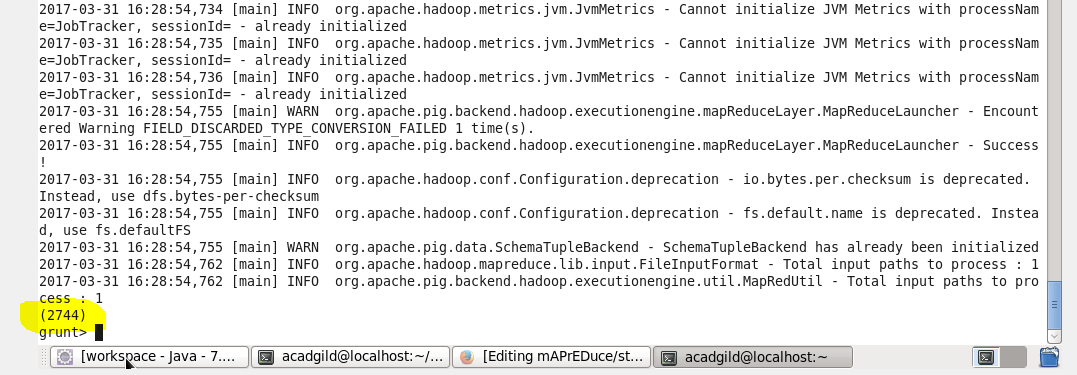 2017-03-31 16:28:54,734 [main] INFO  org.apache.hadoop.metrics.jvm.JvmMetrics - Cannot initialize JVM Metrics with processNam
e=JobTracker, sessionId= - already initialized
2017-03-31 16:28:54,735 [main] INFO  org.apache.hadoop.metrics.jvm.JvmMetrics - Cannot initialize JVM Metrics with processNam
e=JobTracker, sessionId= - already initialized
2017-03-31 16:28:54,736 [main] INFO  org.apache.hadoop.metrics.jvm.JvmMetrics - Cannot initialize JVM Metrics with processNam
e=JobTracker, sessionId= - already initialized
2017-03-31 16:28:54,755 [main] WARN  org.apache.pig.backend.hadoop.executionengine.mapReduceLayer.MapReduceLauncher - Encount
ered Warning FIELD_DISCARDED_TYPE_CONVERSION_FAILED 1 time(s).
2017-03-31 16:28:54,755 [main] INFO  org.apache.pig.backend.hadoop.executionengine.mapReduceLayer.MapReduceLauncher - Success
!
2017-03-31 16:28:54,755 [main] INFO  org.apache.hadoop.conf.Configuration.deprecation - io.bytes.per.checksum is deprecated.
Instead, use dfs.bytes-per-checksum
2017-03-31 16:28:54,755 [main] INFO  org.apache.hadoop.conf.Configuration.deprecation - fs.default.name is deprecated. Instea
d, use fs.defaultFS
2017-03-31 16:28:54,755 [main] WARN  org.apache.pig.data.SchemaTupleBackend - SchemaTupleBackend has already been initialized
2017-03-31 16:28:54,762 [main] INFO  org.apache.hadoop.mapreduce.lib.input.FileInputFormat - Total input paths to process : 1
2017-03-31 16:28:54,762 [main] INFO  org.apache.pig.backend.hadoop.executionengine.util.MapRedUtil - Total input paths to pro
cess : 1
(2744)
grunt>
[workspace - Java - 7.... acadgild@localhost:~/... [Editing mAPrEDuce/st... acadgild@localhost:~